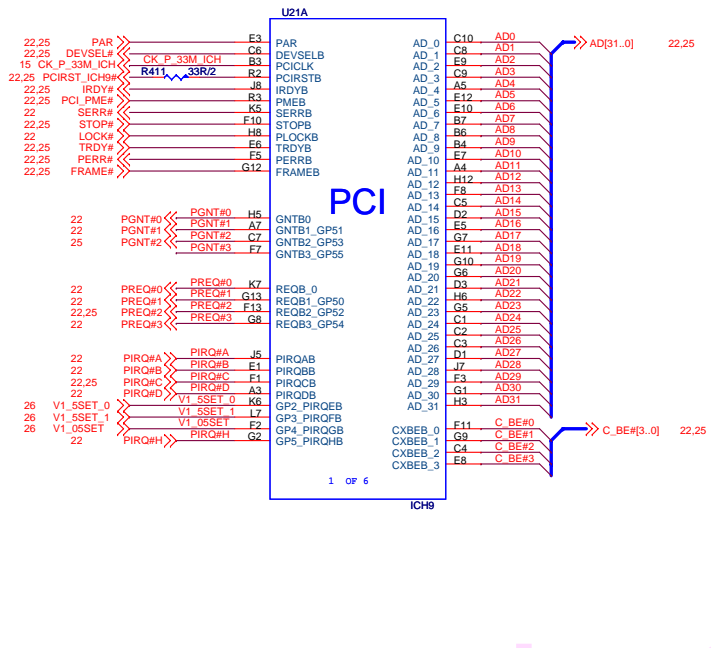 U21A
22,25 PAR E3 PAR AD_0 C10 AD0 AD[31..0] 22,25
22,25 DEVSEL# C6 DEVSELB AD_1 C8 AD1
15 CK_P_33M_ICH CK_P_33M_ICH B3 PCICLK AD_2 E9 AD2
22,25 PCIRST_ICH9# R411 33R/2 R2 PCIRSTB AD_3 C9 AD3
22,25 IRDY# J8 IRDYB AD_4 A5 AD4
22,25 PCI_PME# R3 PMEB AD_5 E12 AD5
22 SERR# K5 SERRB AD_6 E10 AD6
22,25 STOP# F10 STOPB AD_7 B7 AD7
22 LOCK# H8 PLOCKB AD_8 B6 AD8
22,25 TRDY# E6 TRDYB AD_9 B4 AD9
22,25 PERR# F5 PERRB AD_10 E7 AD10
22,25 FRAME# G12 FRAMEB AD_11 A4 AD11
AD_12 H12 AD12
AD_13 F8 AD13
PCI
AD_14 C5 AD14
22 PGNT#0 PGNT#0 H5 GNTB0 AD_15 D2 AD15
22 PGNT#1 PGNT#1 A7 GNTB1_GP51 AD_16 E5 AD16
25 PGNT#2 PGNT#2 C7 GNTB2_GP53 AD_17 G7 AD17
PGNT#3 F7 GNTB3_GP55 AD_18 E11 AD18
AD_19 G10 AD19
AD_20 G6 AD20
22 PREQ#0 PREQ#0 K7 REQB_0 AD_21 D3 AD21
22 PREQ#1 PREQ#1 G13 REQB1_GP50 AD_22 H6 AD22
22,25 PREQ#2 PREQ#2 F13 REQB2_GP52 AD_23 G5 AD23
22 PREQ#3 PREQ#3 G8 REQB3_GP54 AD_24 C1 AD24
AD_25 C2 AD25
AD_26 C3 AD26
22 PIRQ#A PIRQ#A J5 PIRQAB AD_27 D1 AD27
22 PIRQ#B PIRQ#B E1 PIRQBB AD_28 J7 AD28
22,25 PIRQ#C PIRQ#C F1 PIRQCB AD_29 F3 AD29
22 PIRQ#D PIRQ#D A3 PIRQDB AD_30 G1 AD30
26 V1_5SET_0 V1_5SET_0 K6 GP2_PIRQEB AD_31 H3 AD31
26 V1_5SET_1 V1_5SET_1 L7 GP3_PIRQFB
26 V1_05SET V1_05SET F2 GP4_PIRQGB CXBEB_0 F11 C_BE#0 C_BE#[3..0] 22,25
22 PIRQ#H PIRQ#H G2 GP5_PIRQHB CXBEB_1 G9 C_BE#1
CXBEB_2 C4 C_BE#2
CXBEB_3 E8 C_BE#3
1 OF 6
ICH9